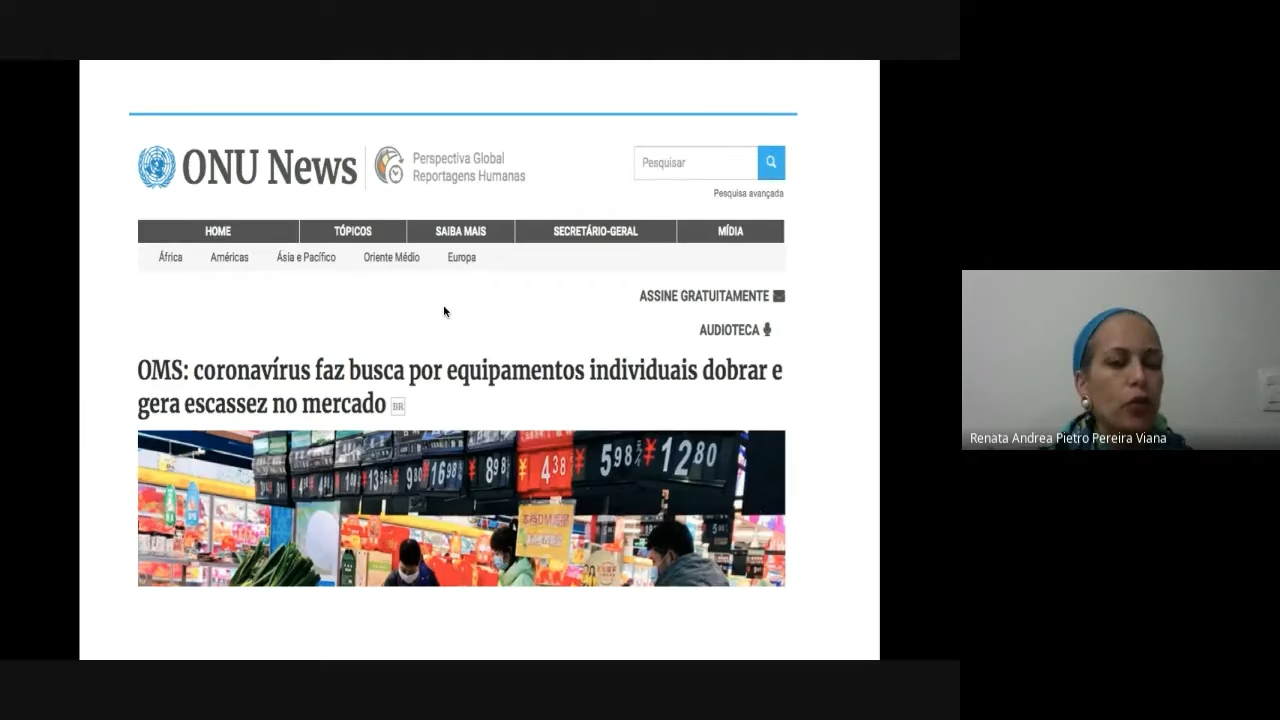 ONU News
Perspectiva Global
Reportagens Humanas
Pesquisar
Pesquisa avançada
HOME TÓPICOS SAIBA MAIS SECRETÁRIO-GERAL MÍDIA
África Américas Ásia e Pacífico Oriente Médio Europa
ASSINE GRATUITAMENTE
AUDIOTECA
OMS: coronavírus faz busca por equipamentos individuais dobrar e
gera escassez no mercado BR
¥ 4 38 ¥ 5 98 ¥ 12 80
Renata Andrea Pietro Pereira Viana